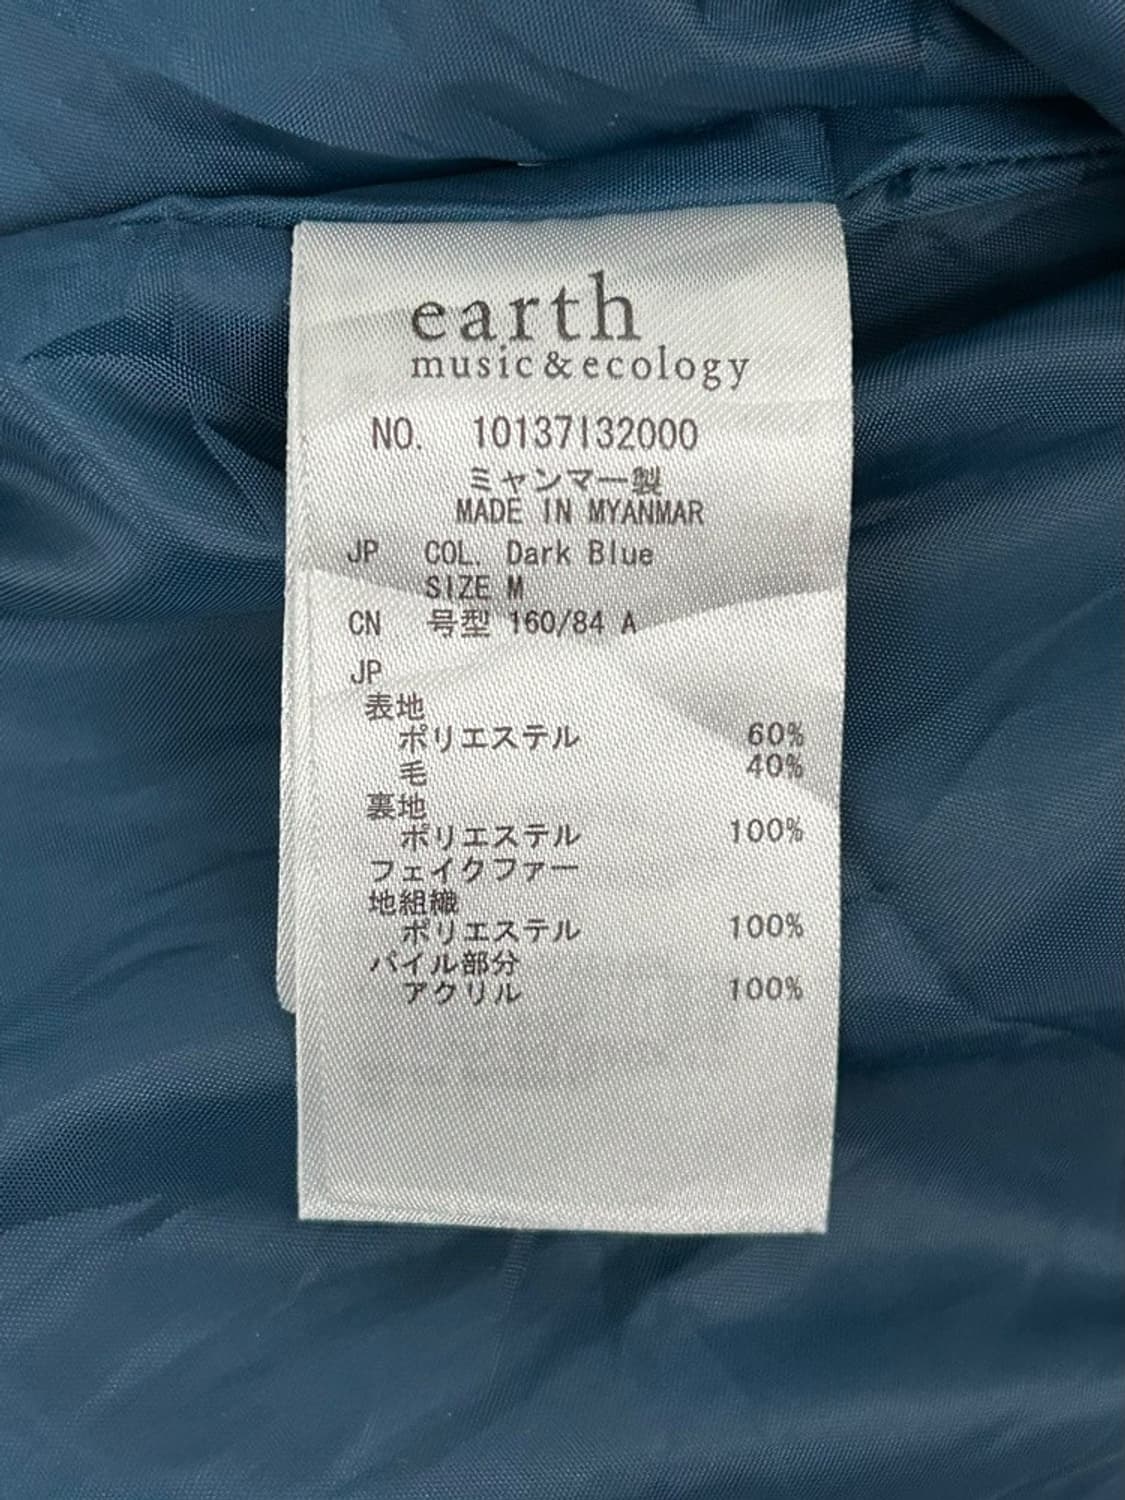 earth
music&ecology
NO. 10137132000
ミャンマー製
MADE IN MYANMAR
JP COL. Dark Blue
SIZE M
CN 号型 160/84 A
JP
表地
ポリエステル 60%
毛 40%
裏地
ポリエステル 100%
フェイクファー
地組織
ポリエステル 100%
パイル部分
アクリル 100%